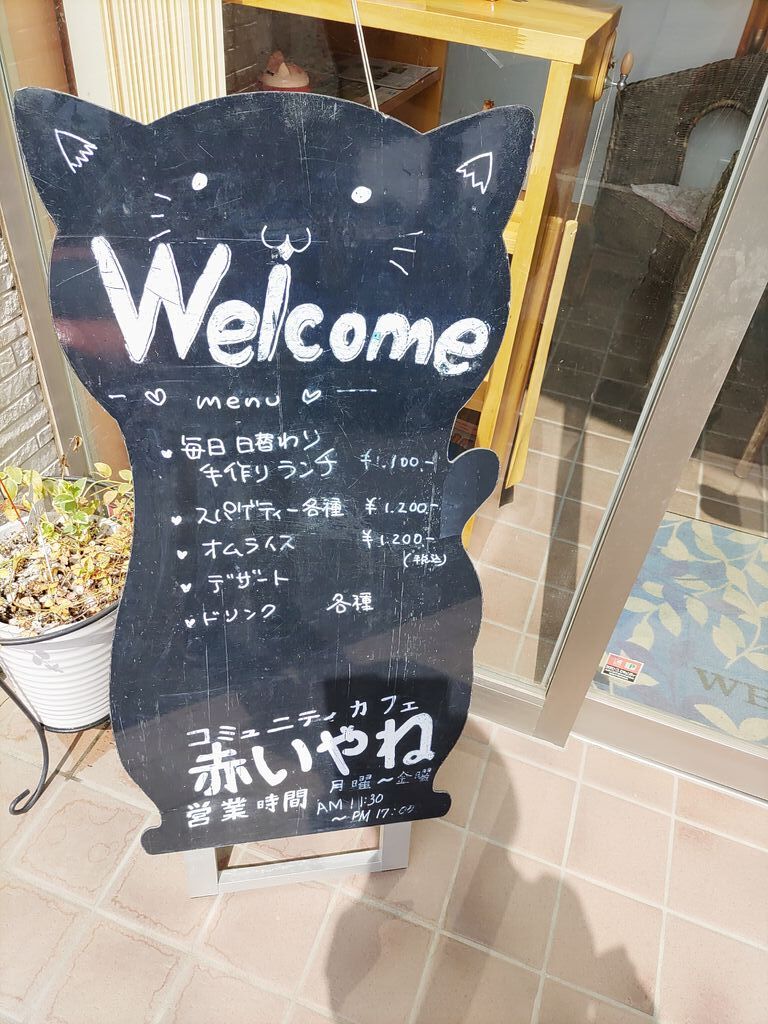 Welcome
menu
毎日 日替わり
手作りランチ ¥1.100-
スパゲティー各種 ¥1.200-
オムライス ¥1.200-
(税込)
デザート
ドリンク 各種
コミュニティカフェ
赤いやね
営業時間 月曜〜金曜
AM 11:30
〜PM 17:00
WE